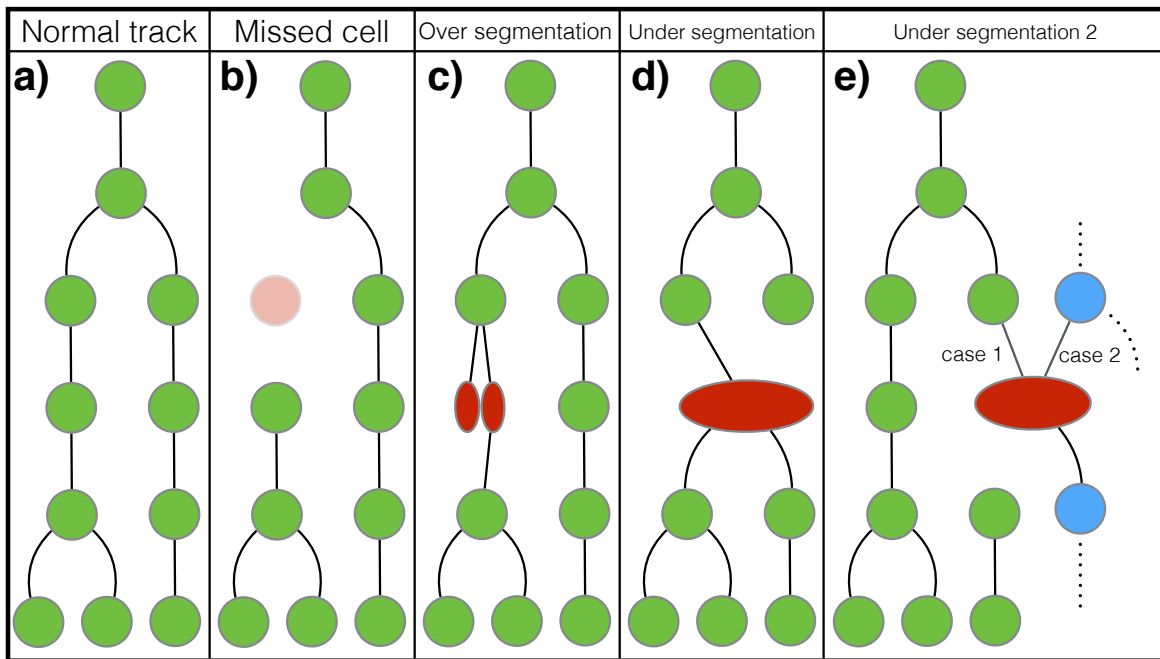 Normal track
Missed cell
Over segmentation
Under segmentation
Under segmentation 2
a)
b)
c)
d)
e)
case 1
case 2